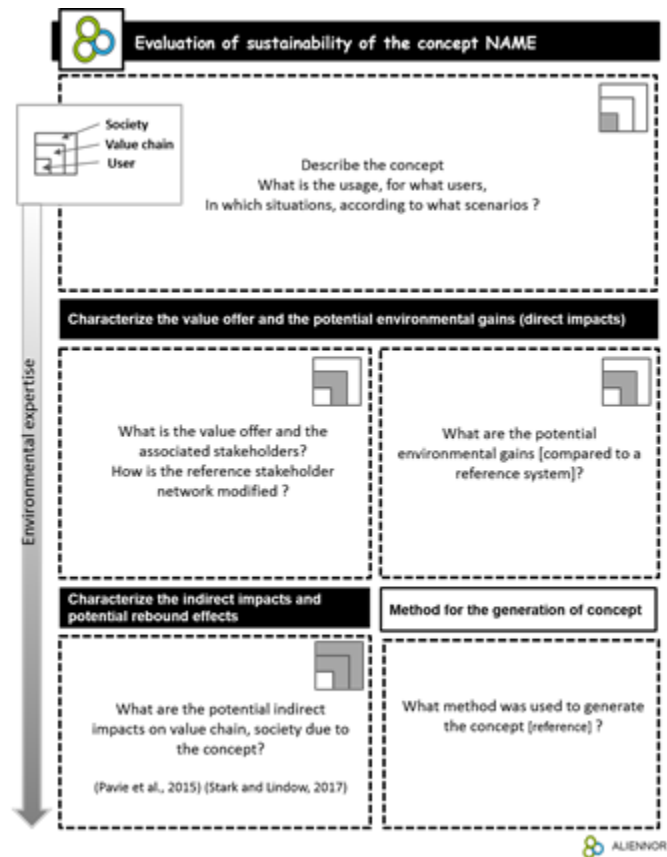 Evaluation of sustainability of the concept NAME
Society
Value chain
User
Describe the concept
What is the usage, for what users,
In which situations, according to what scenarios ?
Environmental expertise
Characterize the value offer and the potential environmental gains (direct impacts)
What is the value offer and the
associated stakeholders?
How is the reference stakeholder
network modified ?
What are the potential
environmental gains [compared to a
reference system]?
Characterize the indirect impacts and
potential rebound effects
Method for the generation of concept
What are the potential indirect
impacts on value chain, society due to
the concept?
(Pavie et al., 2015) (Stark and Lindow, 2017)
What method was used to generate
the concept [reference] ?
ALIENNOR